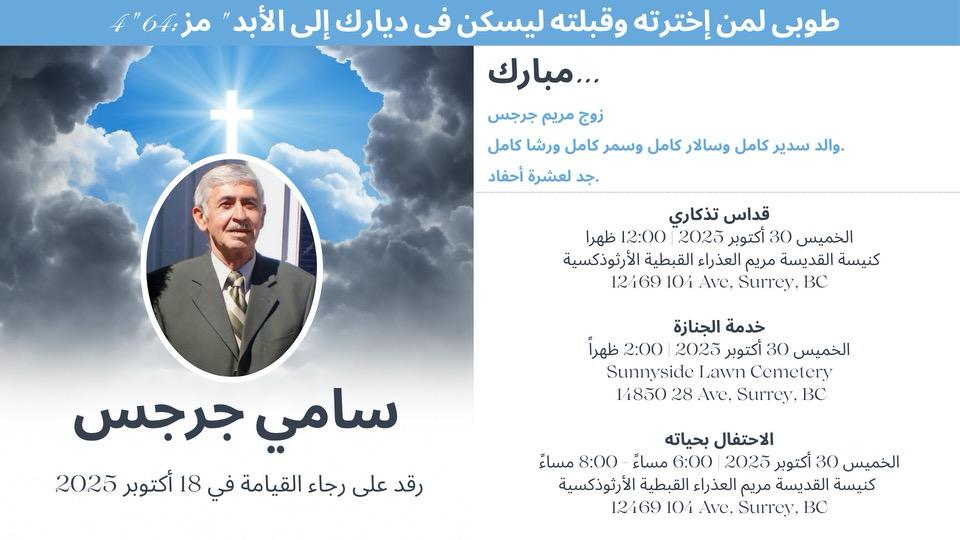 طوبى لمن إخترته وقبلته ليسكن فى ديارك إلى الأبد" مز:64" 4
مبارك...
زوج مريم جرجس
والد سدير كامل وسالار كامل وسمر كامل ورشا كامل.
جد لعشرة أحفاد.
سامي جرجس
رقد على رجاء القيامة في 18 أكتوبر 2025
قداس تذكاري
الخميس 30 أكتوبر 2025 | 12:00 ظهرا
كنيسة القديسة مريم العذراء القبطية الأرثوذكسية
12469 104 Ave, Surrey, BC
خدمة الجنازة
الخميس 30 أكتوبر 2025 | 2:00 ظهراً
Sunnyside Lawn Cemetery
14850 28 Ave, Surrey, BC
الاحتفال بحياته
الخميس 30 أكتوبر 2025 | 6:00 مساءً - 8:00 مساءً
كنيسة القديسة مريم العذراء القبطية الأرثوذكسية
12469 104 Ave, Surrey, BC